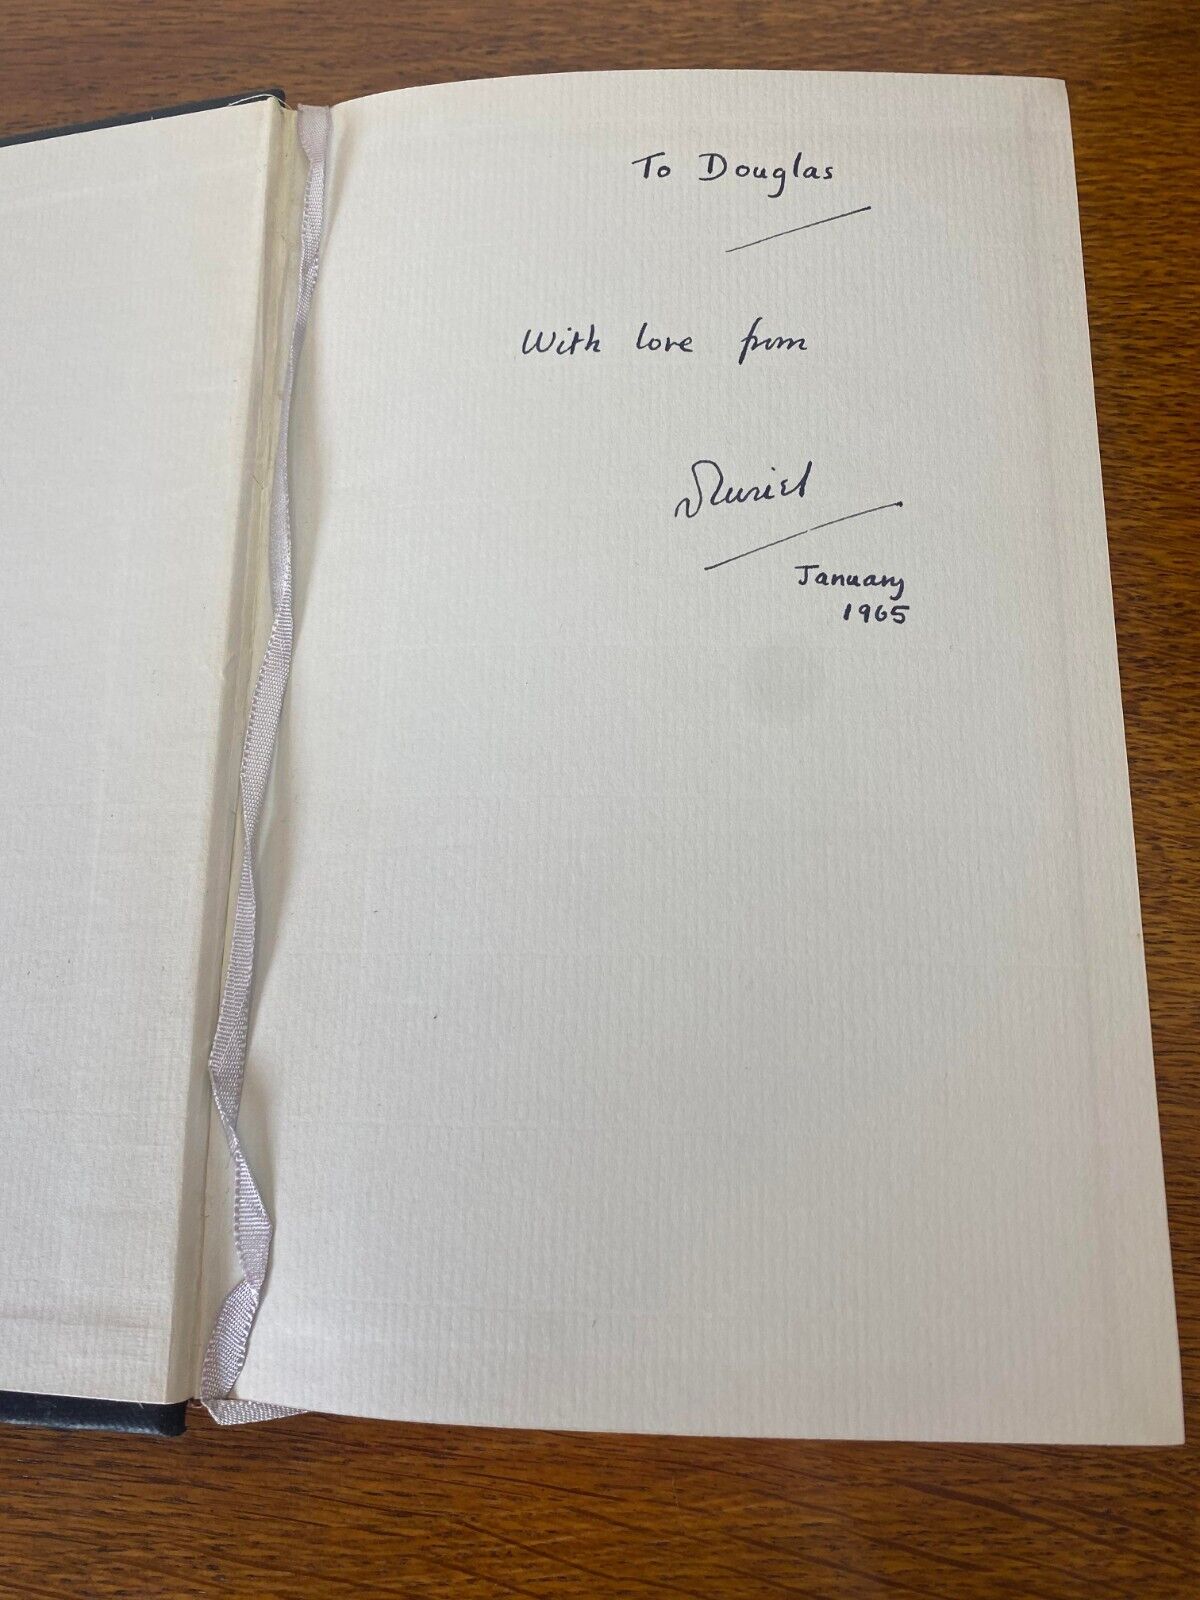 To Douglas
With love from
Muriel
January
1965